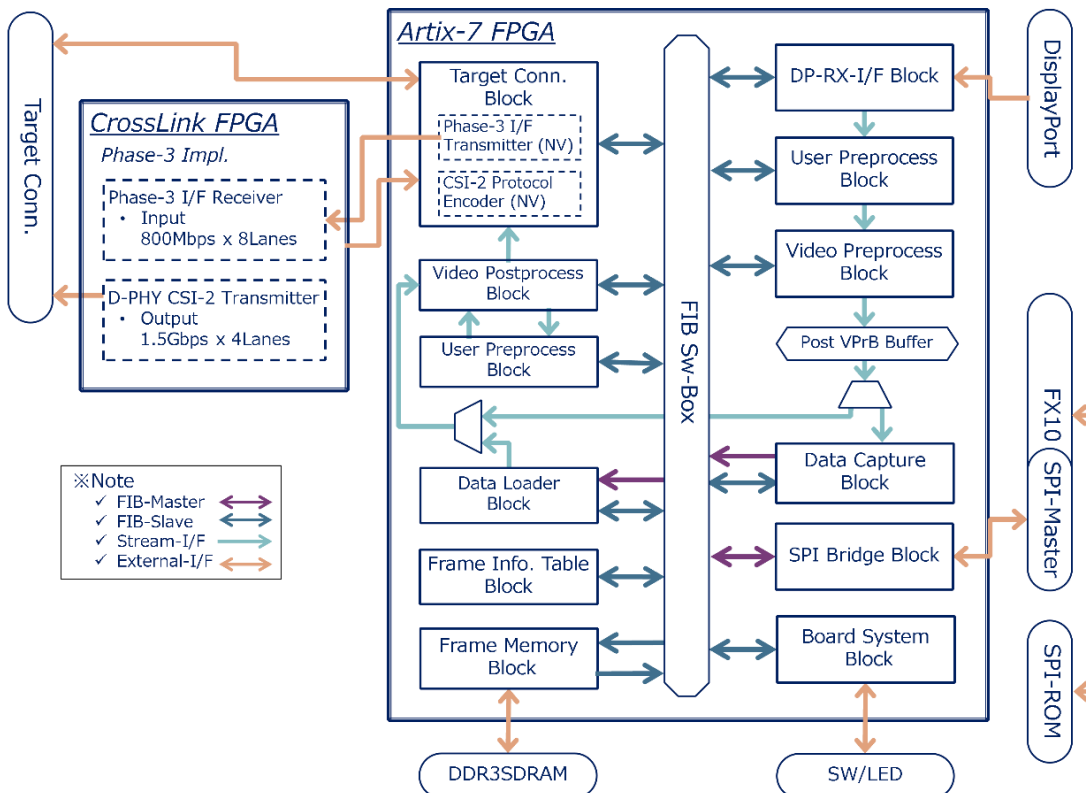 Target Conn.
CrossLink FPGA
Phase-3 Impl.
Phase-3 I/F Receiver
• Input
800Mbps x 8Lanes
D-PHY CSI-2 Transmitter
• Output
1.5Gbps x 4Lanes
※Note
✓ FIB-Master
✓ FIB-Slave
✓ Stream-I/F
✓ External-I/F
Artix-7 FPGA
Target Conn.
Block
Phase-3 I/F
Transmitter (NV)
CSI-2 Protocol
Encoder (NV)
Video Postprocess
Block
User Preprocess
Block
Data Loader
Block
Frame Info. Table
Block
Frame Memory
Block
FIB Sw-Box
DP-RX-I/F Block
User Preprocess
Block
Video Preprocess
Block
Post VPrB Buffer
Data Capture
Block
SPI Bridge Block
Board System
Block
DisplayPort
FX10
SPI-Master
SPI-ROM
DDR3SDRAM
SW/LED